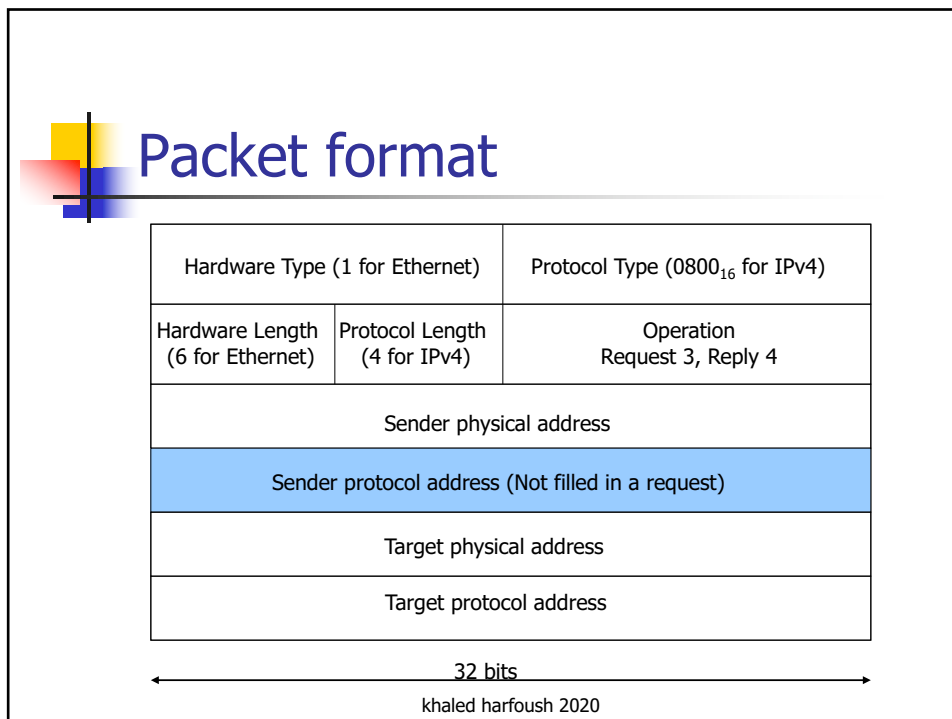 Packet format
Hardware Type (1 for Ethernet)
Protocol Type (0800₁₆ for IPv4)
Hardware Length
(6 for Ethernet)
Protocol Length
(4 for IPv4)
Operation
Request 3, Reply 4
Sender physical address
Sender protocol address (Not filled in a request)
Target physical address
Target protocol address
32 bits
khaled harfoush 2020